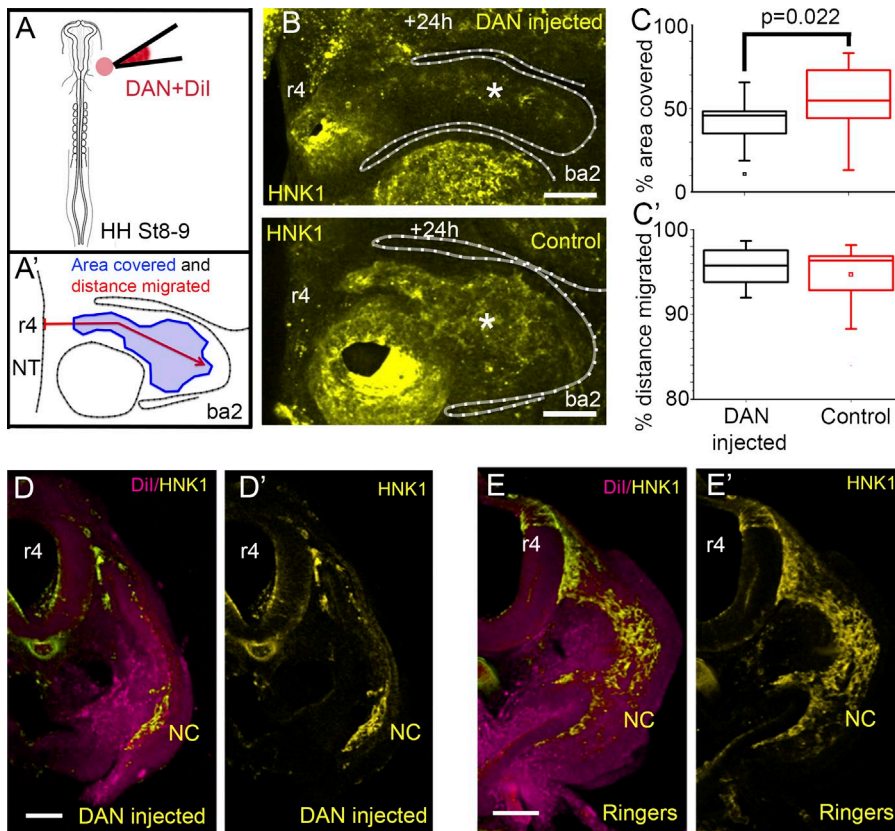 A
DAN+DiI
HH St8-9
A'
Area covered and
distance migrated
r4
NT
ba2
B
+24h
DAN injected
r4
*
ba2
HNK1
HNK1
+24h
Control
r4
*
ba2
C
p=0.022
% area covered
100
50
0
C'
% distance migrated
100
90
80
DAN
injected
Control
D
DiI/HNK1
r4
NC
DAN injected
D'
HNK1
r4
NC
DAN injected
E
DiI/HNK1
r4
NC
Ringers
E'
HNK1
r4
NC
Ringers